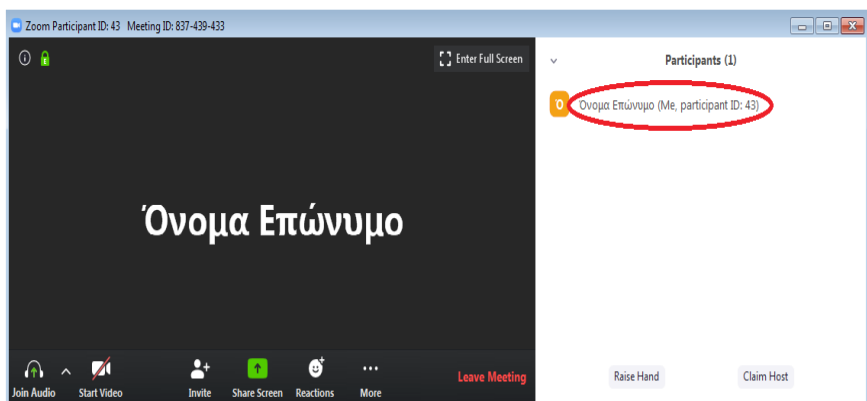 Zoom Participant ID: 43 Meeting ID: 837-439-433
Enter Full Screen
Participants (1)
Ό
Όνομα Επώνυμο (Me, participant ID: 43)
Όνομα Επώνυμο
Join Audio
Start Video
Invite
Share Screen
Reactions
More
Leave Meeting
Raise Hand
Claim Host